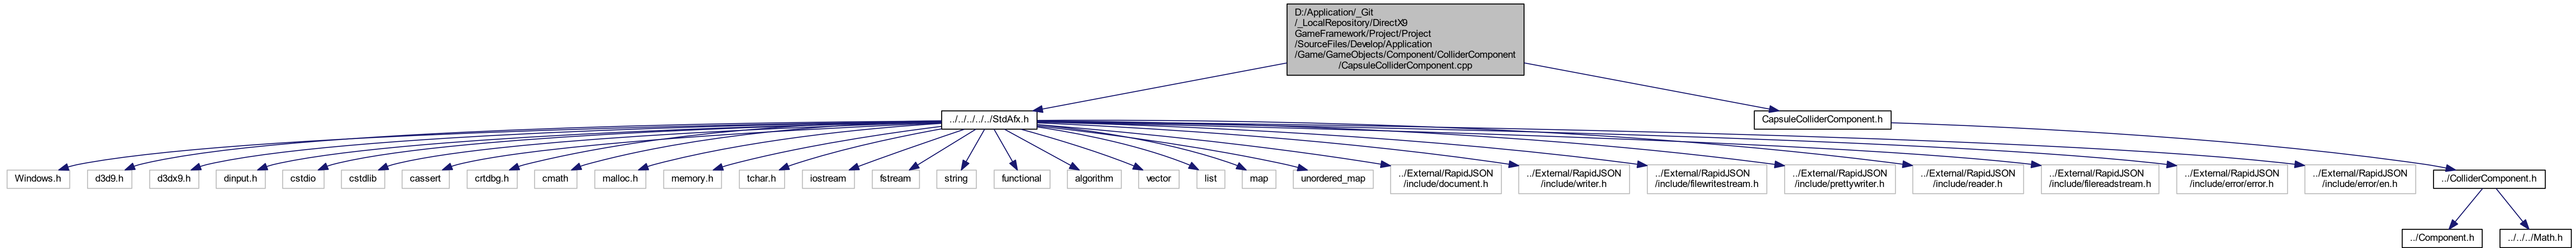 D:/Application/_Git
/_LocalRepository/DirectX9
GameFramework/Project/Project
/SourceFiles/Develop/Application
/Game/GameObjects/Component/ColliderComponent
/CapsuleColliderComponent.cpp
../../../../../StdAfx.h
CapsuleColliderComponent.h
Windows.h
d3d9.h
d3dx9.h
dinput.h
cstdio
cstdlib
cassert
crtdbg.h
cmath
malloc.h
memory.h
tchar.h
iostream
fstream
string
functional
algorithm
vector
list
map
unordered_map
../External/RapidJSON
/include/document.h
../External/RapidJSON
/include/writer.h
../External/RapidJSON
/include/filewritestream.h
../External/RapidJSON
/include/prettywriter.h
../External/RapidJSON
/include/reader.h
../External/RapidJSON
/include/filereadstream.h
../External/RapidJSON
/include/error/error.h
../External/RapidJSON
/include/error/en.h
../ColliderComponent.h
../Component.h
../../../Math.h